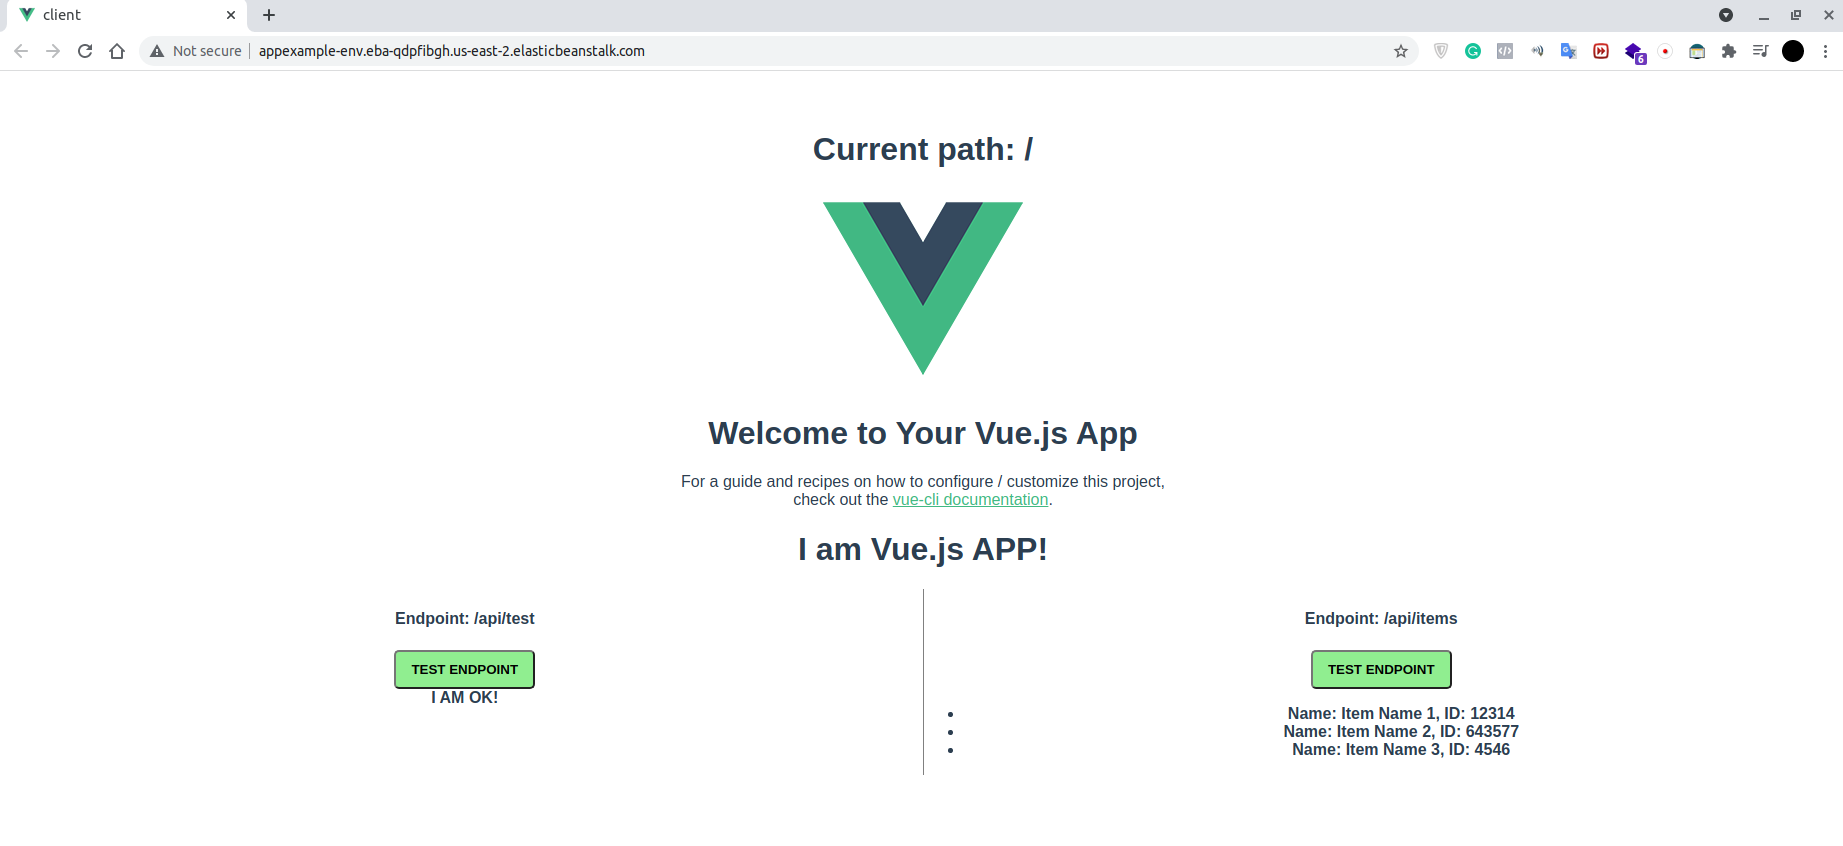 client
Not secure
appexample-env.eba-qdpfibgh.us-east-2.elasticbeanstalk.com
6
Current path: /
Welcome to Your Vue.js App
For a guide and recipes on how to configure / customize this project,
check out the vue-cli documentation.
I am Vue.js APP!
Endpoint: /api/test
TEST ENDPOINT
I AM OK!
Endpoint: /api/items
TEST ENDPOINT
Name: Item Name 1, ID: 12314
Name: Item Name 2, ID: 643577
Name: Item Name 3, ID: 4546